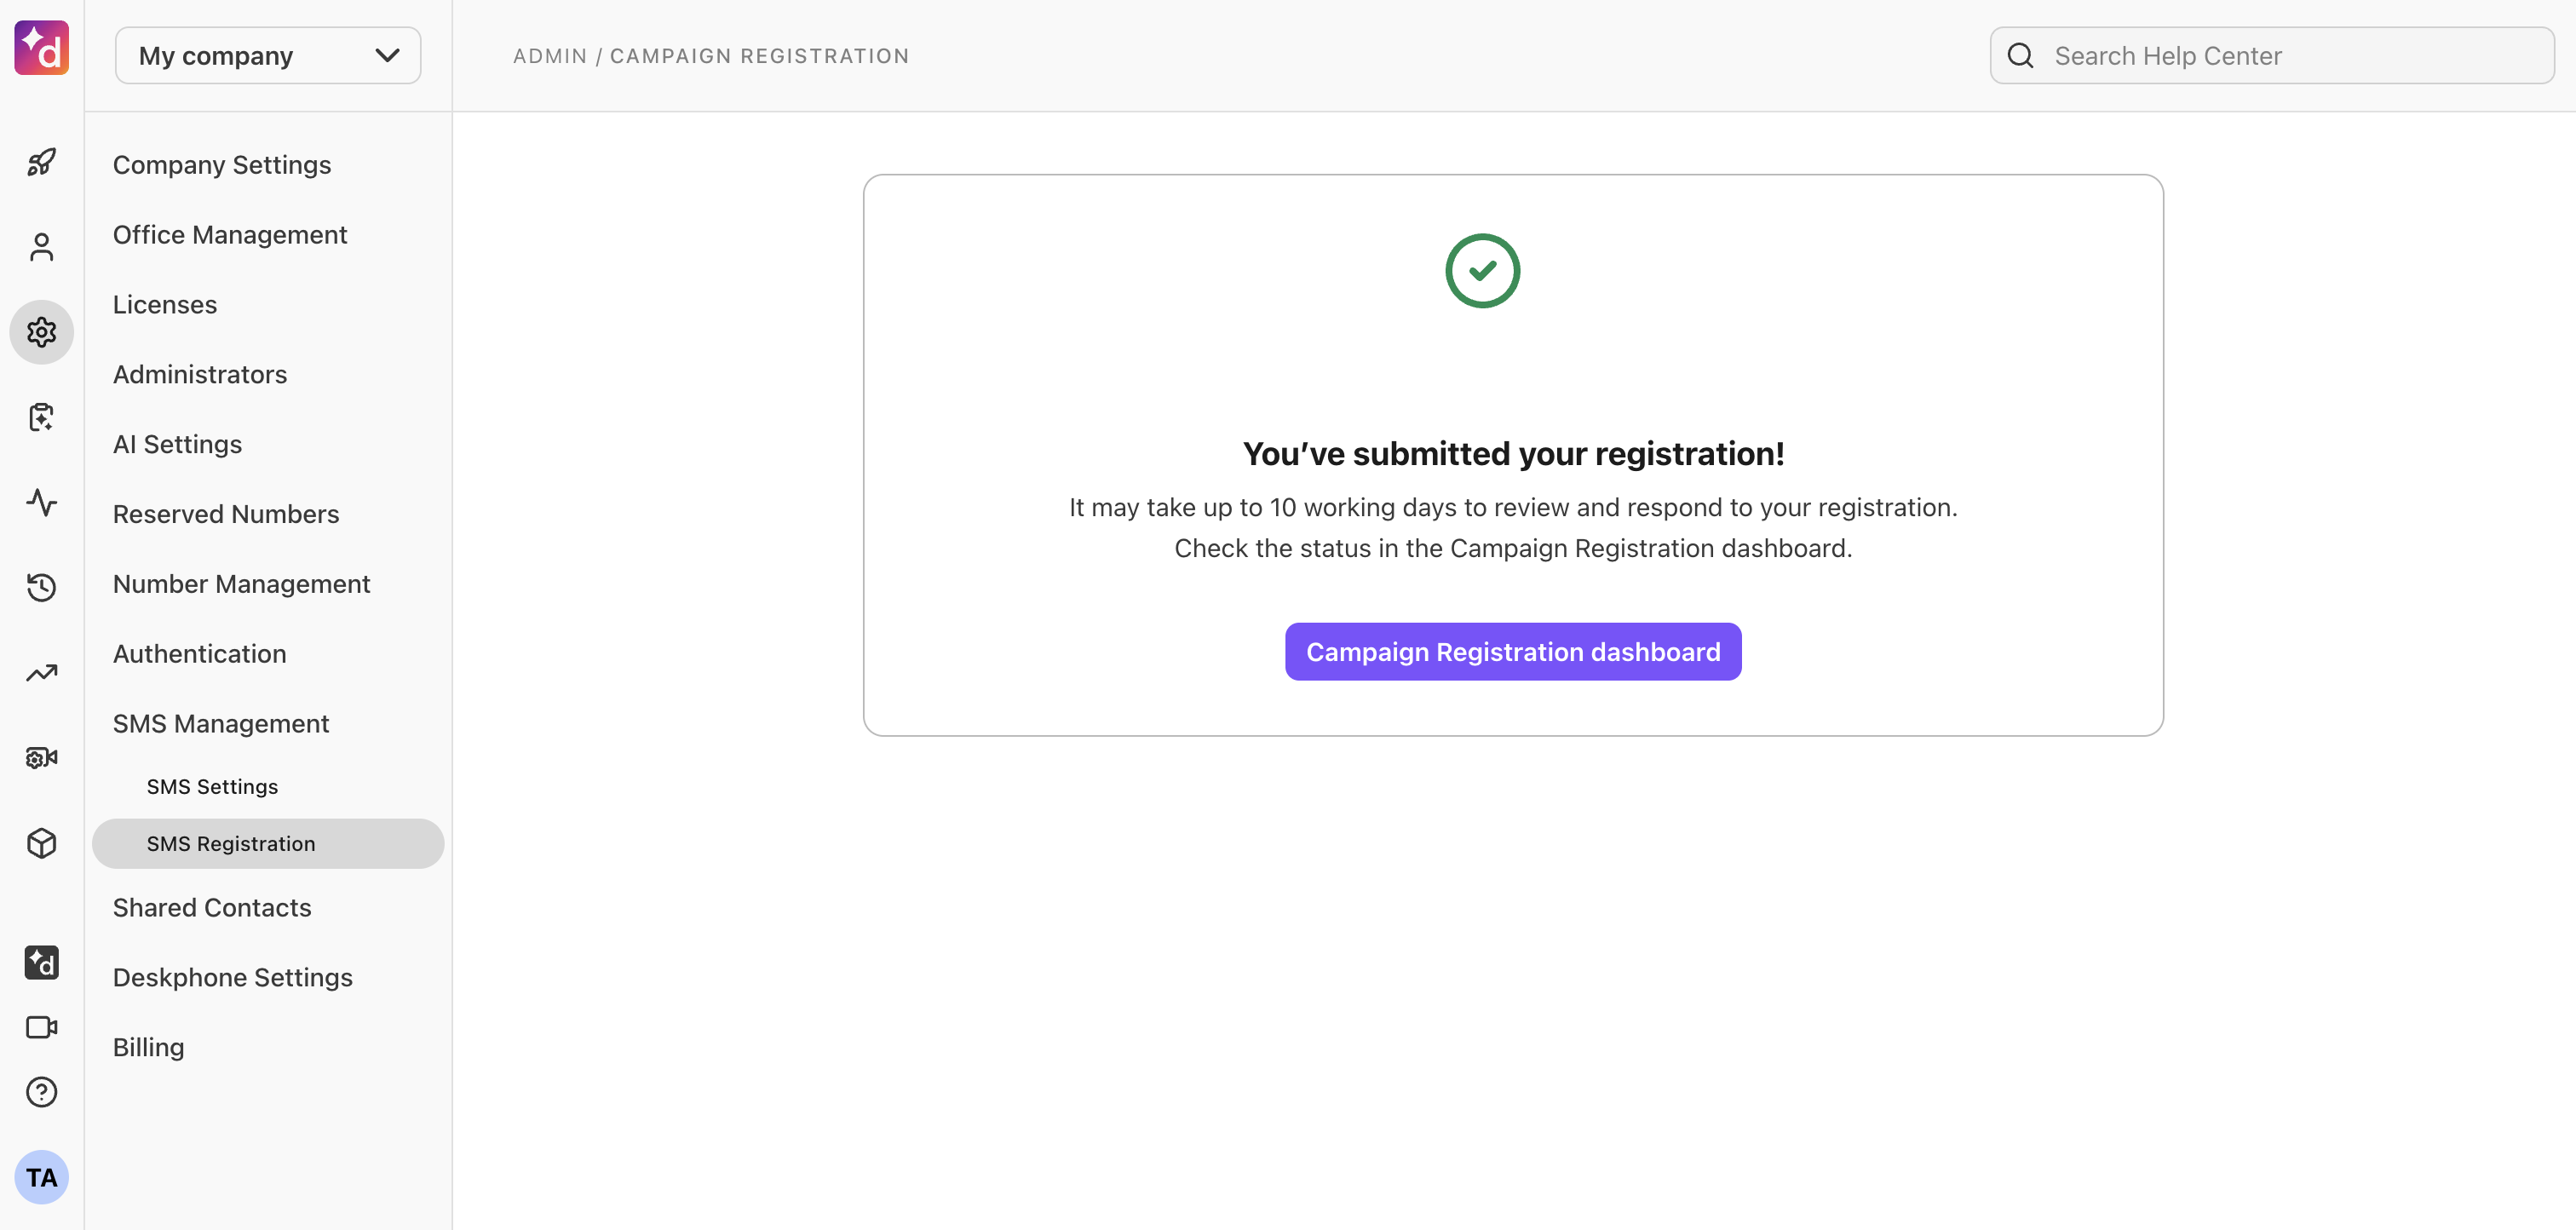 My company
ADMIN / CAMPAIGN REGISTRATION
Search Help Center
Company Settings
Office Management
Licenses
Administrators
AI Settings
Reserved Numbers
Number Management
Authentication
SMS Management
SMS Settings
SMS Registration
Shared Contacts
Deskphone Settings
Billing
You’ve submitted your registration!
It may take up to 10 working days to review and respond to your registration.
Check the status in the Campaign Registration dashboard.
Campaign Registration dashboard
d
d
TA